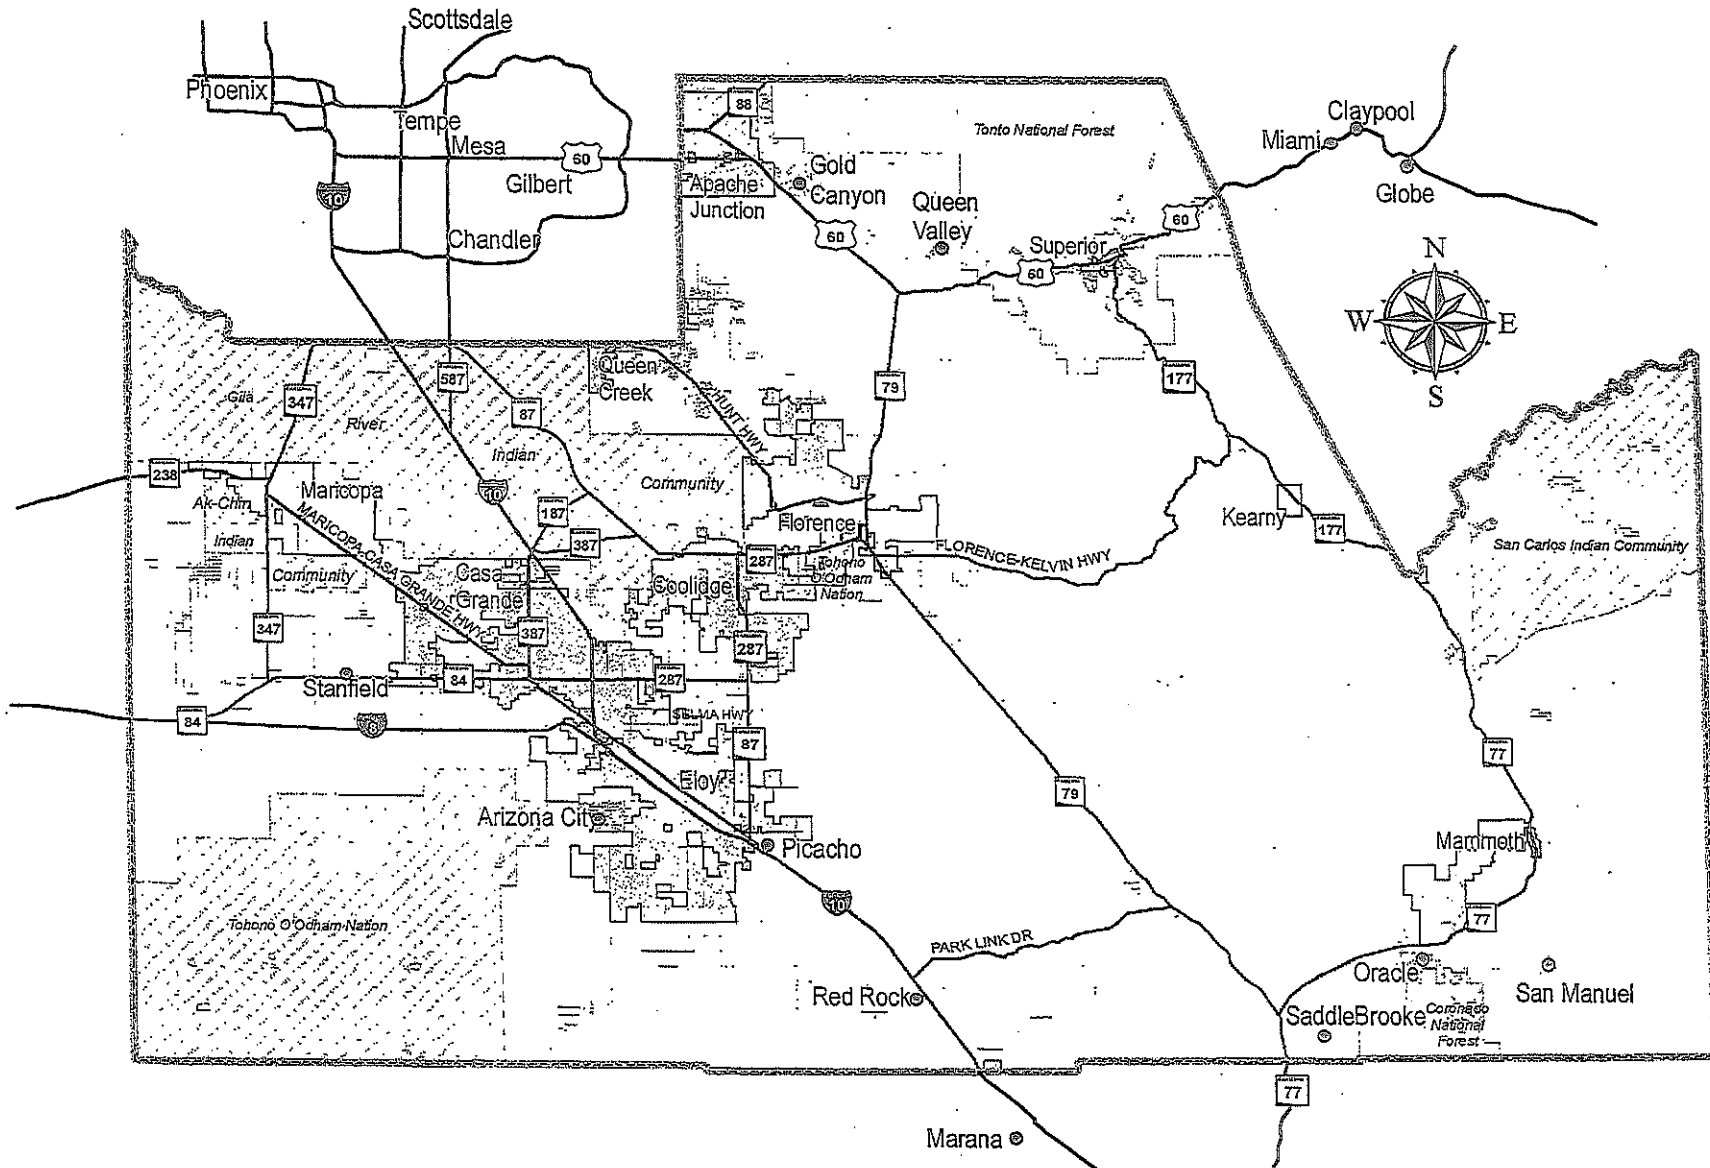 Scottsdale
Phoenix
Tempe
Mesa
60
Gilbert
10
Chandler
88
Tonto National Forest
Claypool
Miami
Globe
Gold
Canyon
Apache
Junction
Queen
Valley
60
Superior
60
60
N
W
E
S
Queen
Creek
587
347
Gila
87
River
HUNT HWY
79
177
Indian
238
Maricopa
10
Community
Ak-Chin
187
Florence
Kearny
177
Indian
387
287
FLORENCE-KELVIN HWY
San Carlos Indian Community
Community
MARICOPA-CASA GRANDE HWY
Casa
Grande
Coolidge
Tohono
O'Odham
Nation
347
387
287
Stanfield
84
287
84
8
SELMA HWY
87
77
Eloy
79
Arizona City
Picacho
Mammoth
10
77
Tohono O'Odham Nation
PARK LINK DR
Oracle
San Manuel
Red Rock
SaddleBrooke
Coronado
National
Forest
77
Marana